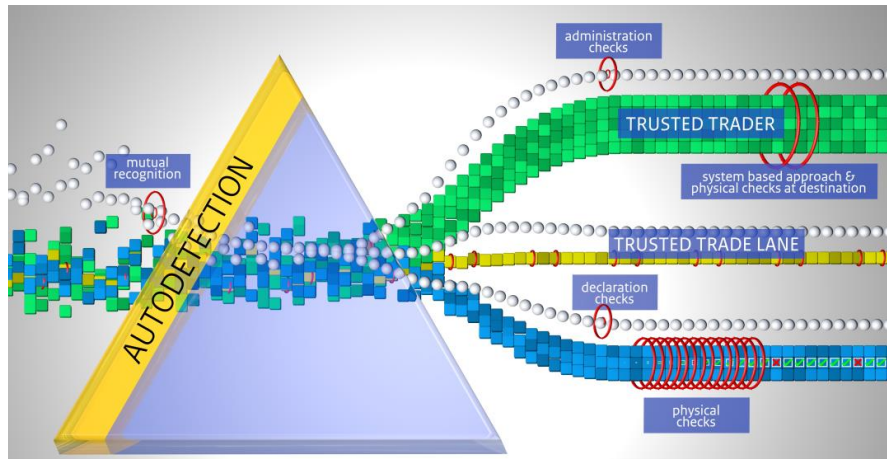 administration
checks
mutual
recognition
AUTODETECTION
TRUSTED TRADER
system based approach &
physical checks at destination
TRUSTED TRADE LANE
declaration
checks
physical
checks